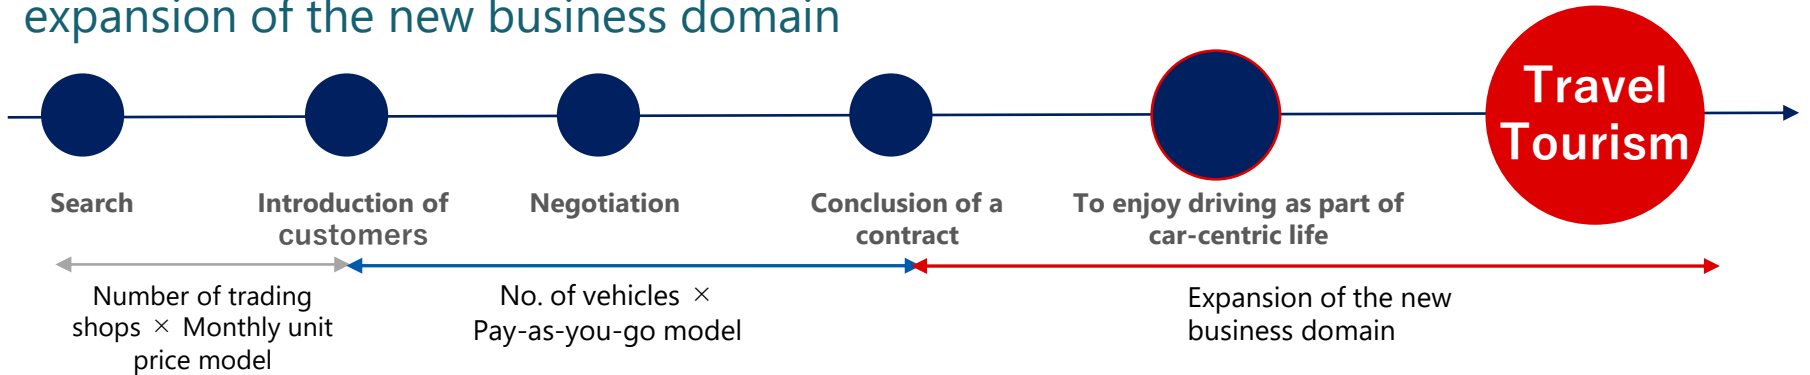 expansion of the new business domain
Travel
Tourism
Search
Introduction of
customers
Negotiation
Conclusion of a
contract
To enjoy driving as part of
car-centric life
Number of trading
shops × Monthly unit
price model
No. of vehicles ×
Pay-as-you-go model
Expansion of the new
business domain